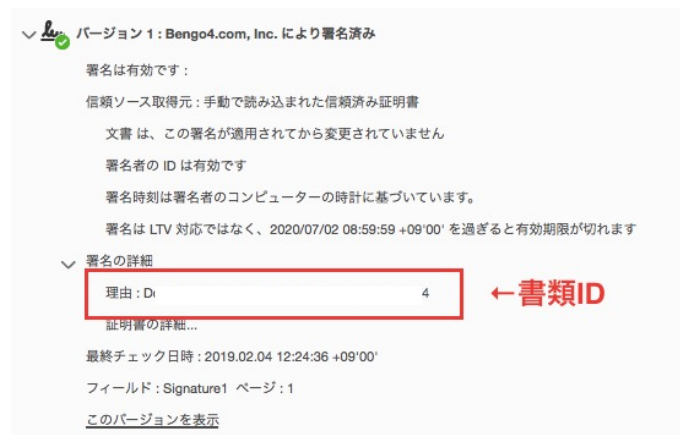 バージョン 1 : Bengo4.com, Inc. により署名済み
署名は有効です :
信頼ソース取得元 : 手動で読み込まれた信頼済み証明書
文書 は、この署名が適用されてから変更されていません
署名者の ID は有効です
署名時刻は署名者のコンピューターの時計に基づいています。
署名は LTV 対応ではなく、2020/07/02 08:59:59 +09'00' を過ぎると有効期限が切れます
署名の詳細
理由 : D 4 ←書類ID
証明書の詳細...
最終チェック日時 : 2019.02.04 12:24:36 +09'00'
フィールド : Signature1 ページ : 1
このバージョンを表示